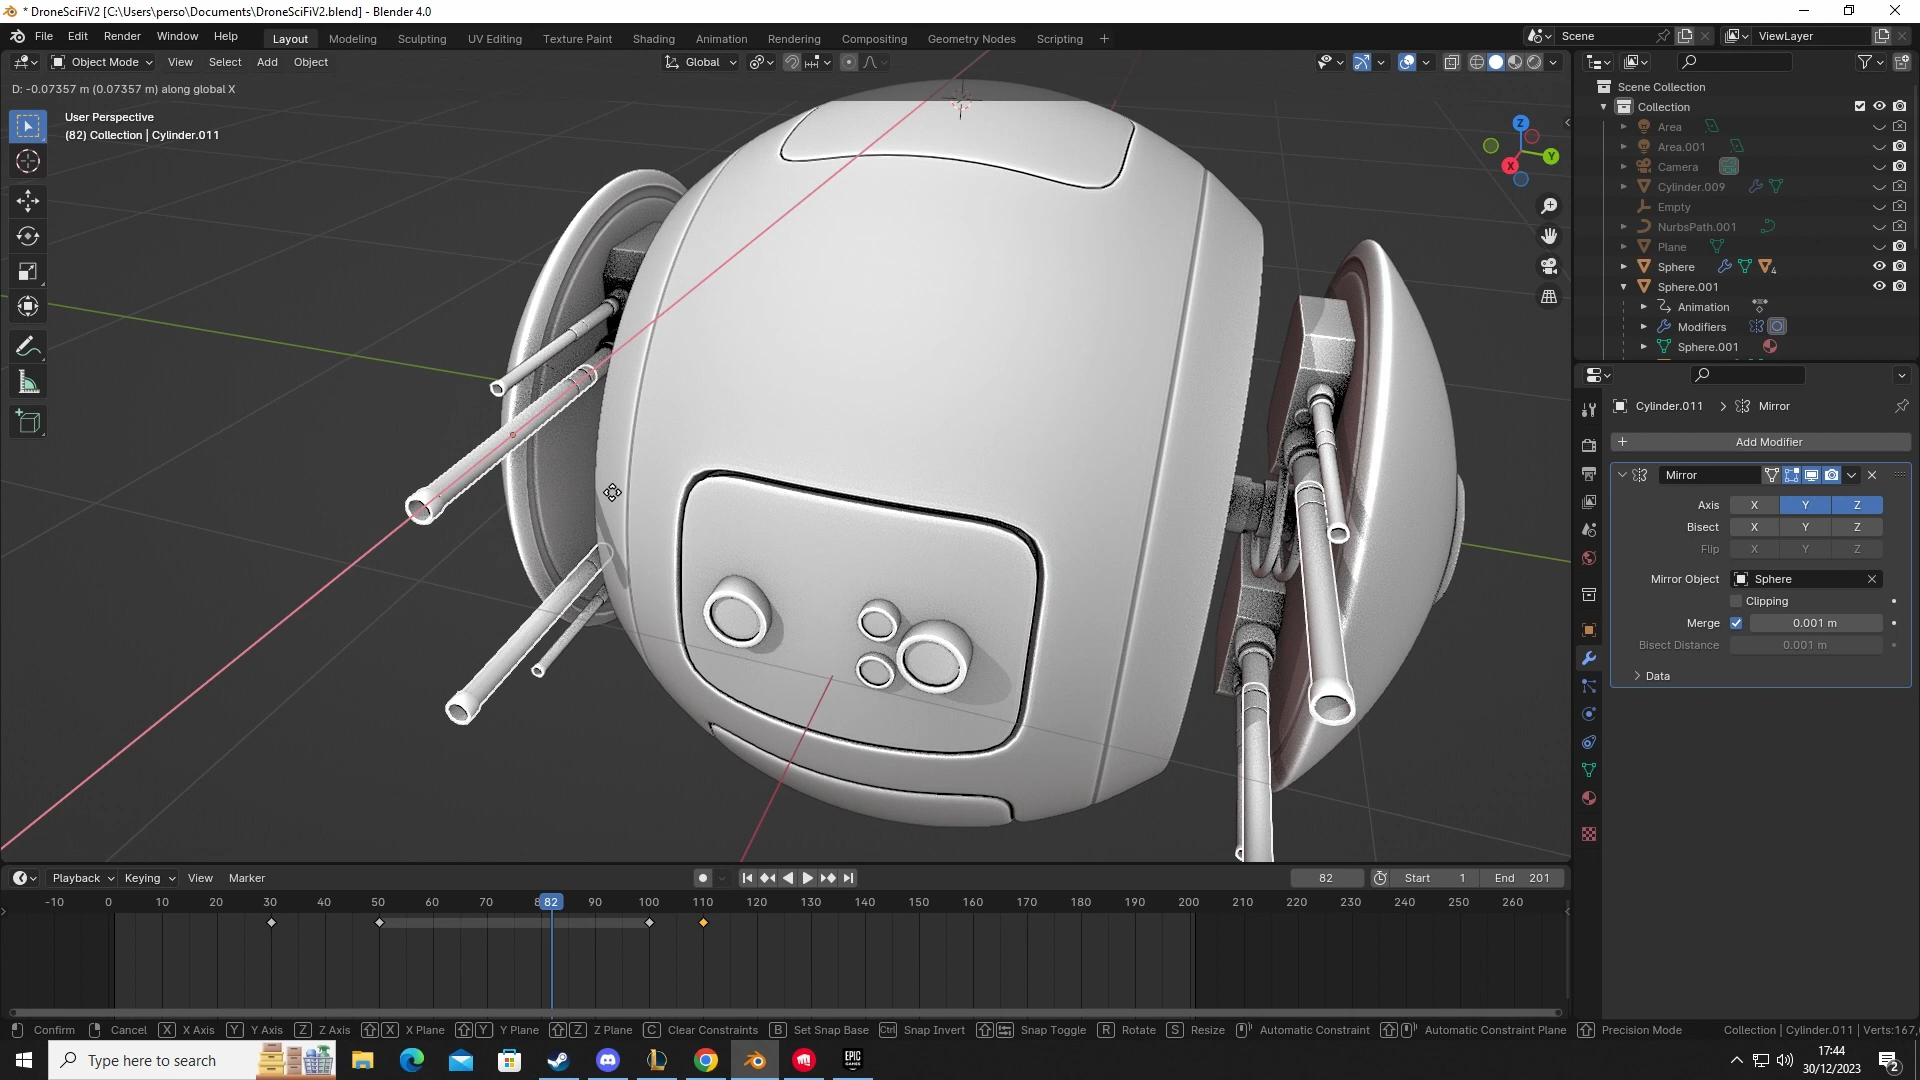 * DroneSciFiV2 [C:\Users\perso\Documents\DroneSciFiV2.blend] - Blender 4.0
File Edit Render Window Help Layout Modeling Sculpting UV Editing Texture Paint Shading Animation Rendering Compositing Geometry Nodes Scripting + Scene ViewLayer
Object Mode View Select Add Object Global
D: -0.07357 m (0.07357 m) along global X
User Perspective
(82) Collection | Cylinder.011
Z
Y
X
Scene Collection
Collection
Area
Area.001
Camera
Cylinder.009
Empty
NurbsPath.001
Plane
Sphere 4
Sphere.001
Animation
Modifiers
Sphere.001
Cylinder.011 > Mirror
+ Add Modifier
Mirror
Axis X Y Z
Bisect X Y Z
Flip X Y Z
Mirror Object Sphere
Clipping
Merge 0.001 m
Bisect Distance 0.001 m
Data
Playback Keying View Marker 82 Start 1 End 201
-10 0 10 20 30 40 50 60 70 82 90 100 110 120 130 140 150 160 170 180 190 200 210 220 230 240 250 260
Confirm Cancel X X Axis Y Y Axis Z Z Axis X X Plane Y Y Plane Z Z Plane C Clear Constraints B Set Snap Base Ctrl Snap Invert Snap Toggle R Rotate S Resize Automatic Constraint Automatic Constraint Plane Precision Mode Collection | Cylinder.011 | Verts:167,
Type here to search
EPIC
GAMES
17:44
30/12/2023
2